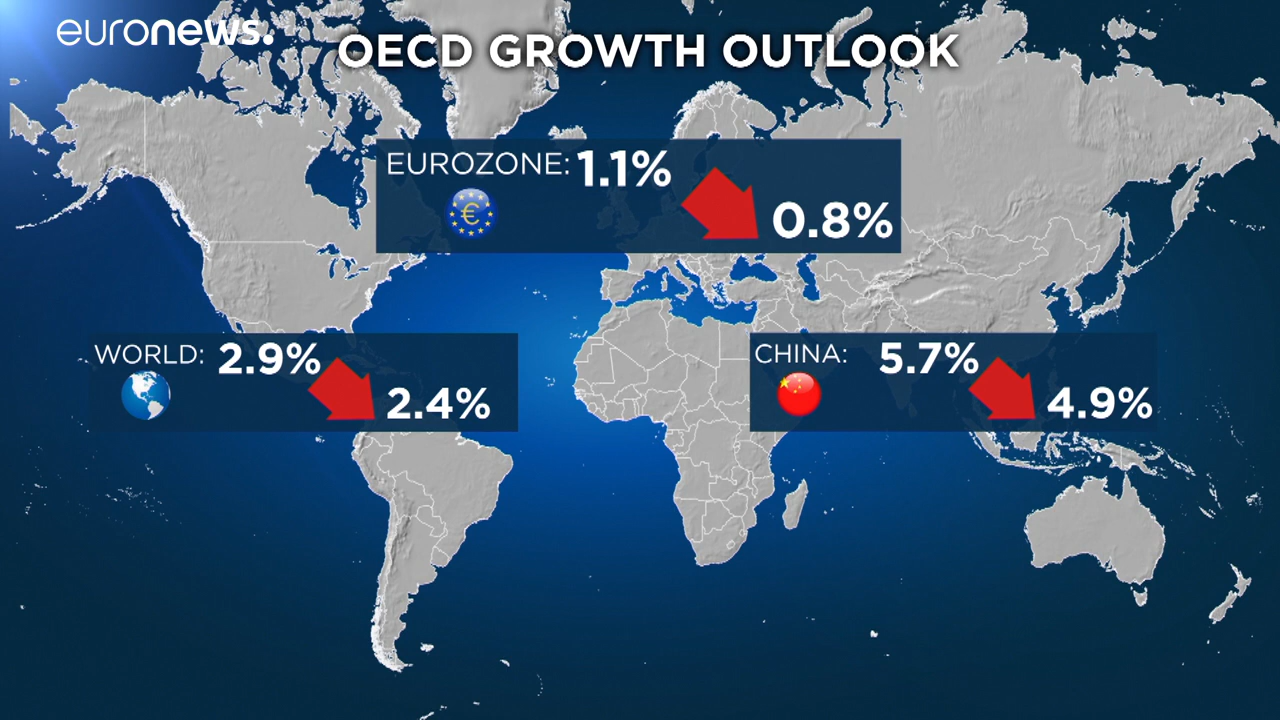 euronews.
OECD GROWTH OUTLOOK
EUROZONE: 1.1%
€
0.8%
WORLD: 2.9%
2.4%
CHINA: 5.7%
4.9%